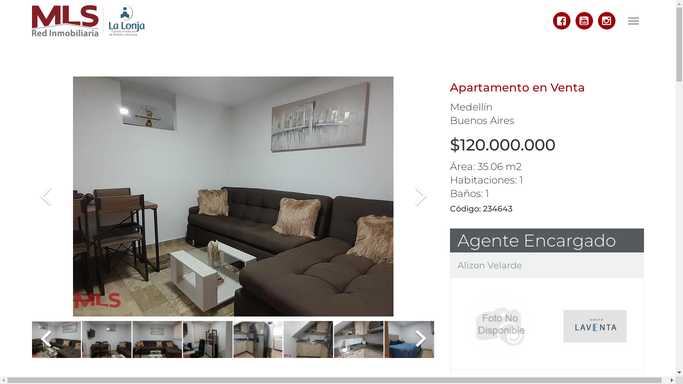 MLS
Red Inmobiliaria
La Lonja
Apartamento en Venta
Medellín
Buenos Aires
$120.000.000
Área: 35.06 m2
Habitaciones: 1
Baños: 1
Código: 234643
Agente Encargado
Alizon Velarde
Foto No
Disponible
LAVENTA
MLS